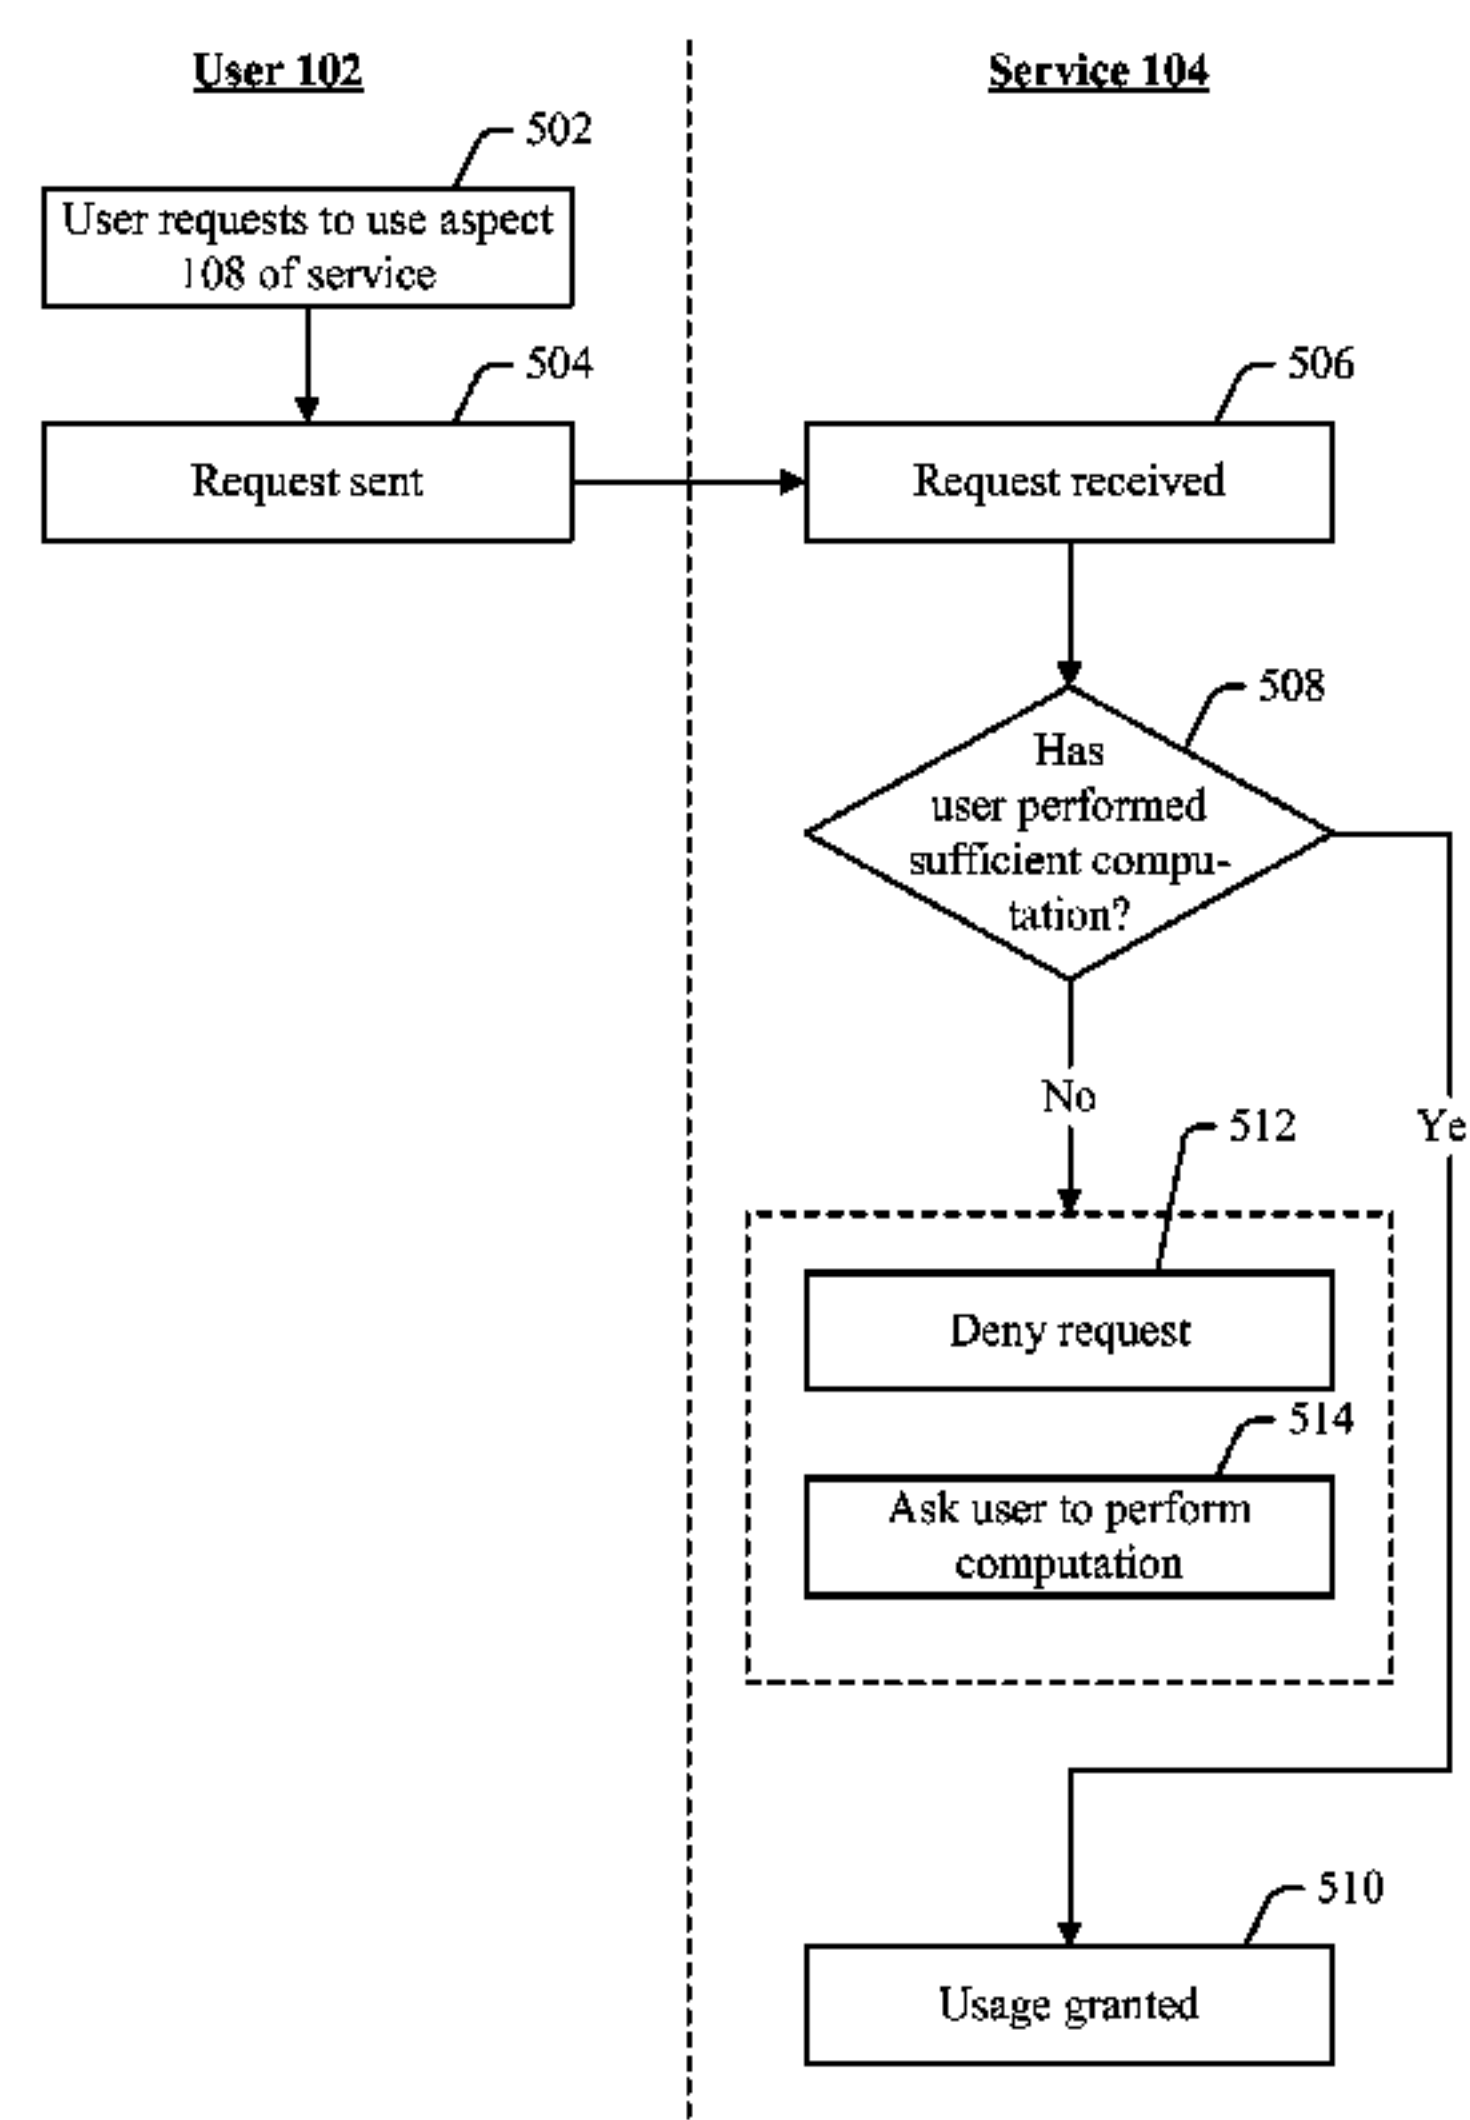 User 102
Service 104
502
User requests to use aspect
108 of service
504
Request sent
506
Request received
508
Has
user performed
sufficient compu-
tation?
No
Ye
512
Deny request
514
Ask user to perform
computation
510
Usage granted